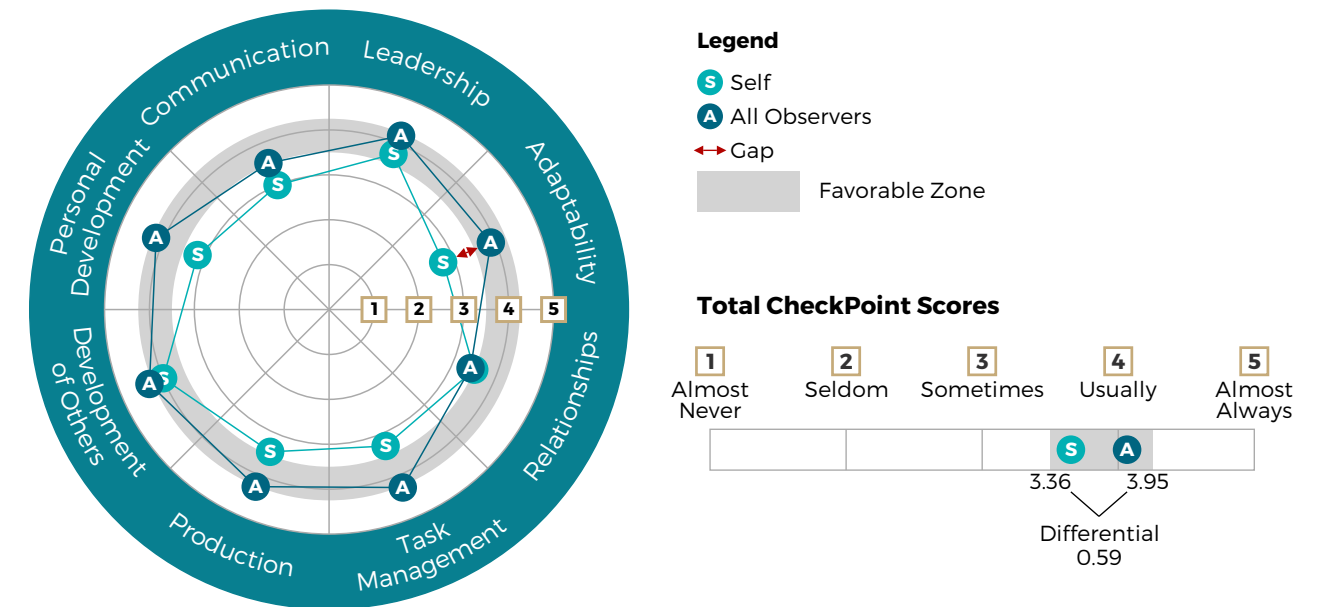 Communication
Leadership
Adaptability
Relationships
Task
Management
Production
Development
of Others
Personal
Development
A
S
A
S
A
S
A
S
A
S
A
S
A
S
A
S
1 2 3 4 5
Legend
S Self
A All Observers
Gap
Favorable Zone
Total CheckPoint Scores
1 2 3 4 5
Almost Never
Seldom
Sometimes
Usually
Almost Always
S A
3.36 3.95
Differential
0.59